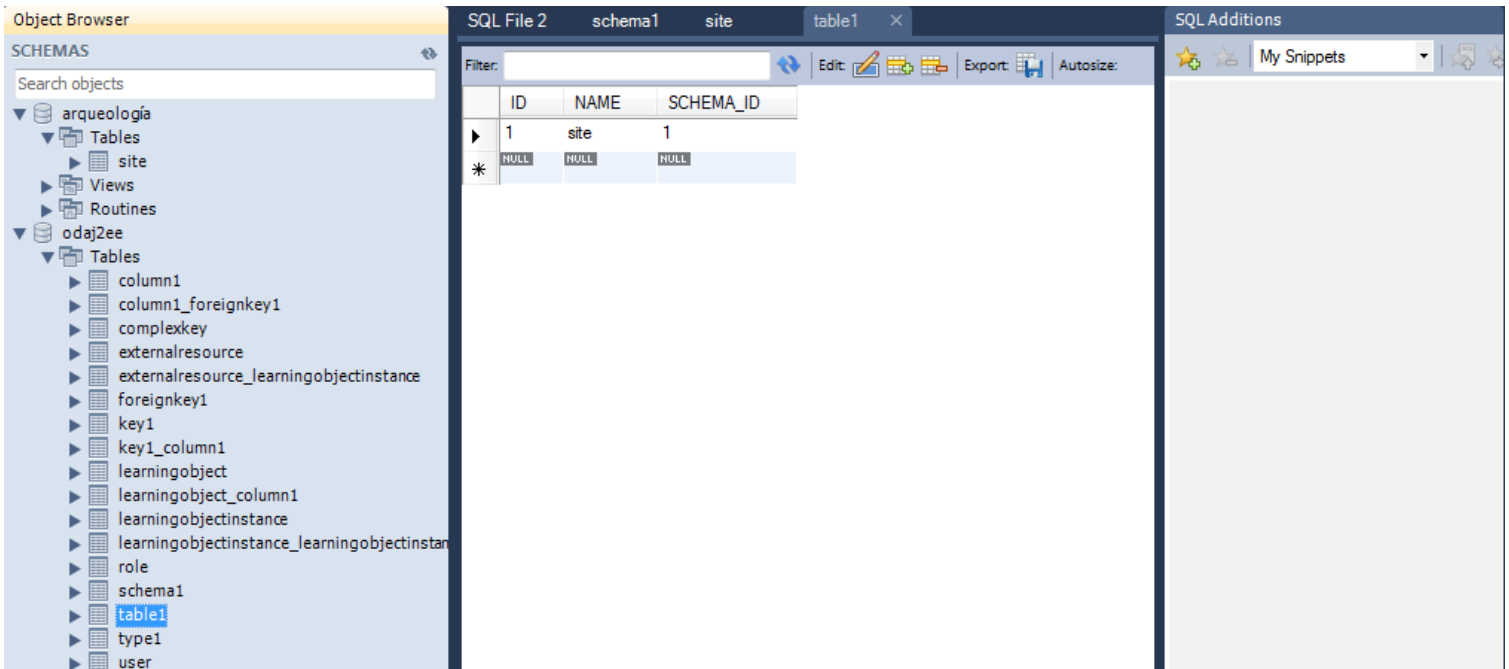 Object Browser
SCHEMAS
Search objects
arqueología
Tables
site
Views
Routines
odaj2ee
Tables
column1
column1_foreignkey1
complexkey
externalresource
externalresource_learningobjectinstance
foreignkey1
key1
key1_column1
learningobject
learningobject_column1
learningobjectinstance
learningobjectinstance_learningobjectinstan
role
schema1
table1
type1
user
SQL File 2 schema1 site table1
Filter: Edit: Export: Autosize:
ID NAME SCHEMA_ID
1 site 1
NULL NULL NULL
SQL Additions
My Snippets